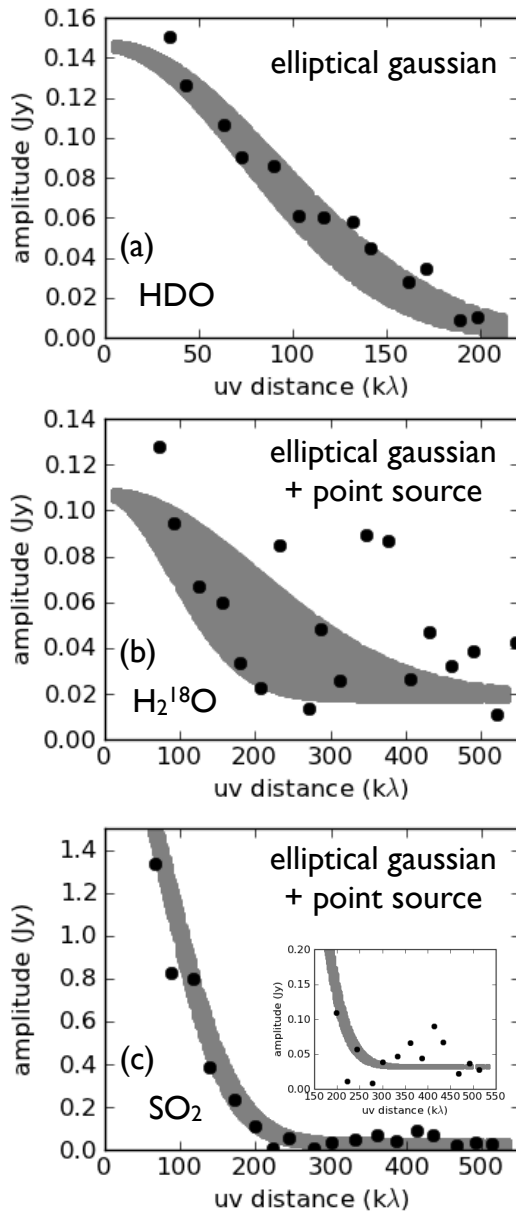 0.16
0.14
0.12
0.10
0.08
0.06
0.04
0.02
0.00
amplitude (Jy)
elliptical gaussian
(a)
HDO
0 50 100 150 200
uv distance (kλ)
0.14
0.12
0.10
0.08
0.06
0.04
0.02
0.00
amplitude (Jy)
elliptical gaussian
+ point source
(b)
H₂¹⁸O
0 100 200 300 400 500
uv distance (kλ)
1.4
1.2
1.0
0.8
0.6
0.4
0.2
0.0
amplitude (Jy)
elliptical gaussian
+ point source
(c)
SO₂
0.20
0.15
0.10
0.05
0.00
amplitude (Jy)
150 200 250 300 350 400 450 500 550
uv distance (kλ)
0 100 200 300 400 500
uv distance (kλ)